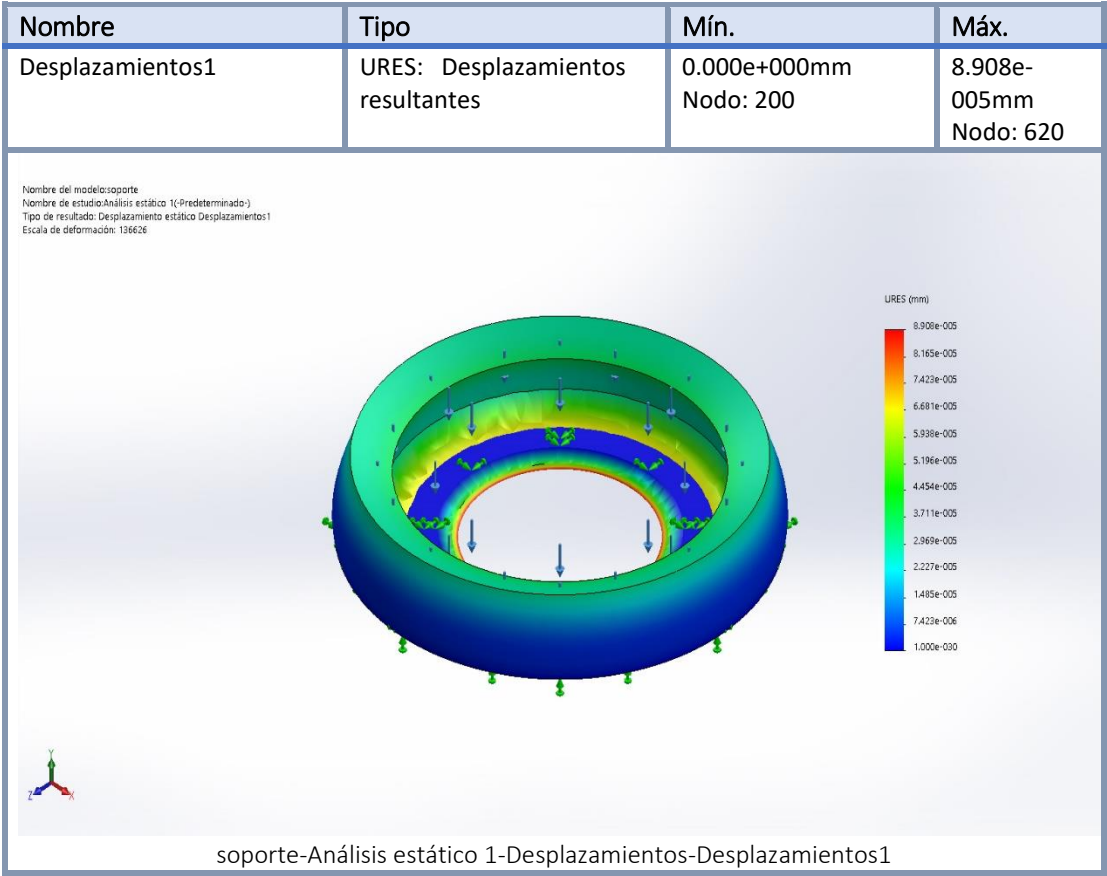 Nombre Tipo Mín. Máx.
Desplazamientos1 URES: Desplazamientos 0.000e+000mm 8.908e-
resultantes Nodo: 200 005mm
Nodo: 620
Nombre del modelo:soporte
Nombre de estudio:Análisis estático 1(-Predeterminado-)
Tipo de resultado: Desplazamiento estático Desplazamientos1
Escala de deformación: 136626
URES (mm)
8.908e-005
8.165e-005
7.423e-005
6.681e-005
5.938e-005
5.196e-005
4.454e-005
3.711e-005
2.969e-005
2.227e-005
1.485e-005
7.423e-006
1.000e-030
Y
Z X
soporte-Análisis estático 1-Desplazamientos-Desplazamientos1